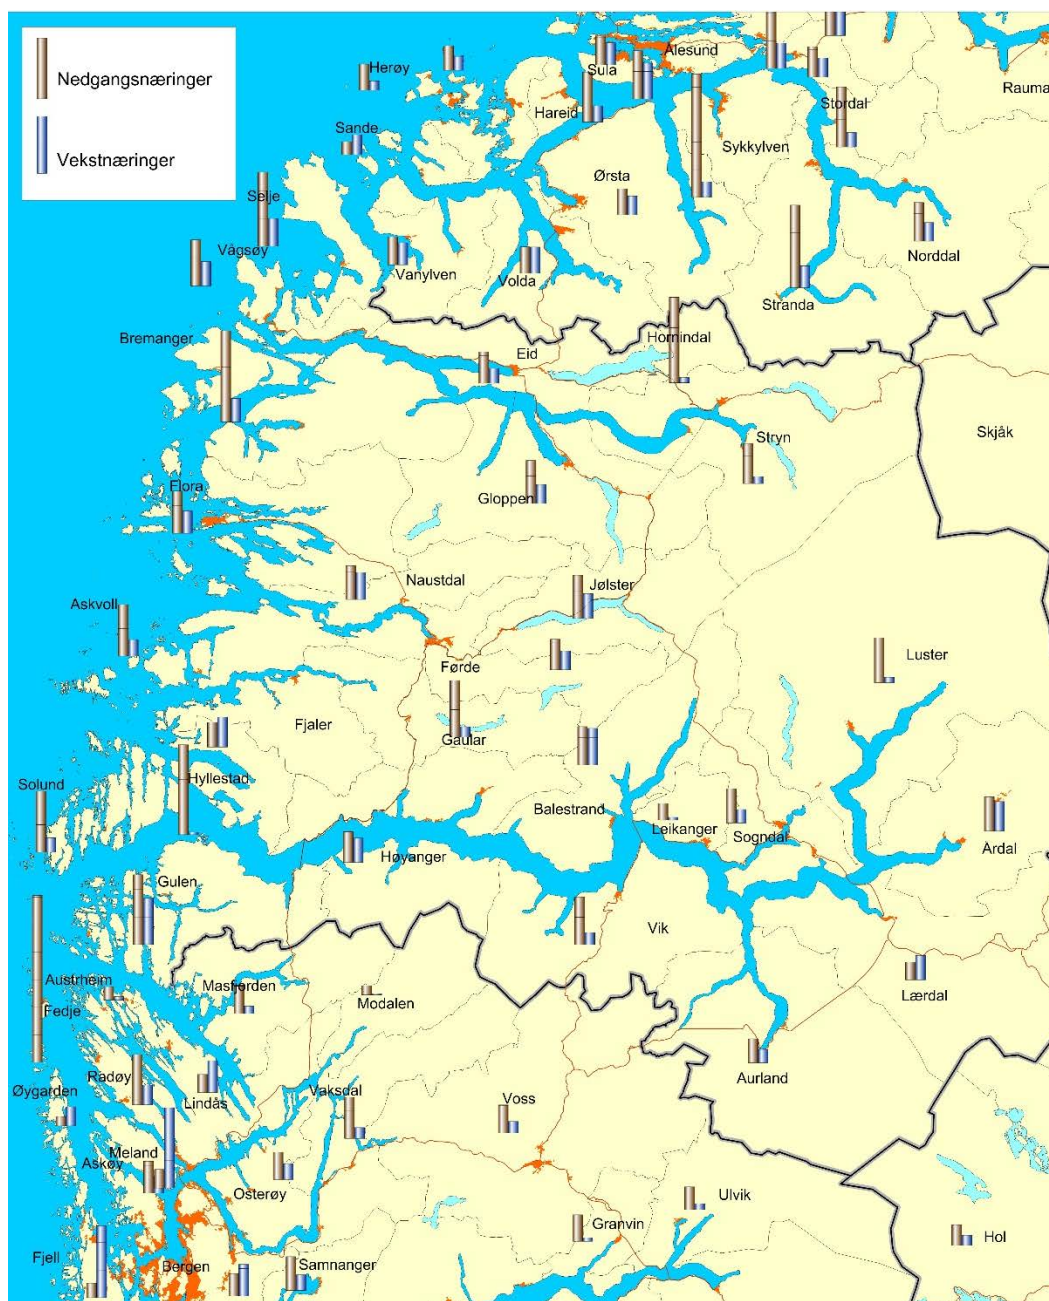 Nedgangsnæringer
Vekstnæringer
Herøy
Sula
Ålesund
Rauma
Hareid
Stordal
Sande
Sykkylven
Ørsta
Selje
Vågsøy
Vanylven
Volda
Norddal
Stranda
Bremanger
Eid
Hornindal
Skjåk
Stryn
Flora
Gloppen
Naustdal
Jølster
Askvoll
Førde
Luster
Fjaler
Gaular
Hyllestad
Solund
Balestrand
Leikanger
Sogndal
Årdal
Høyanger
Gulen
Vik
Lærdal
Austrheim
Masfjorden
Modalen
Fedje
Aurland
Radøy
Øygarden
Lindås
Vaksdal
Voss
Meland
Askøy
Osterøy
Ulvik
Granvin
Hol
Fjell
Bergen
Samnanger